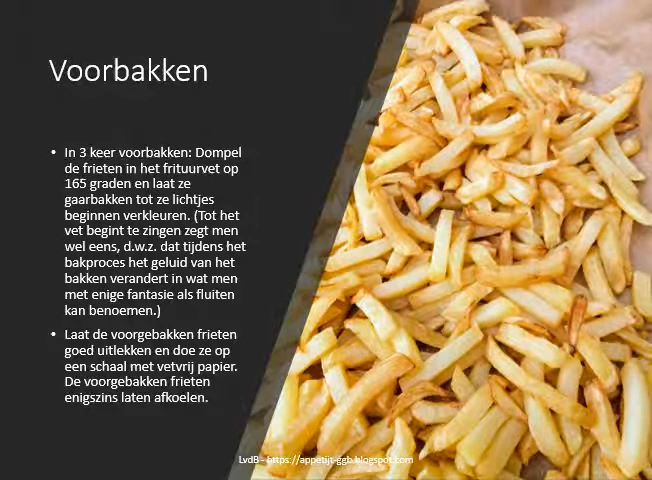 Voorbakken
• In 3 keer voorbakken: Dompel
de frieten in het frituurvet op
165 graden en laat ze
gaarbakken tot ze lichtjes
beginnen verkleuren. (Tot het
vet begint te zingen zegt men
wel eens, d.w.z. dat tijdens het
bakproces het geluid van het
bakken verandert in wat men
met enige fantasie als fluiten
kan benoemen.)
• Laat de voorgebakken frieten
goed uitlekken en doe ze op
een schaal met vetvrij papier.
De voorgebakken frieten
enigszins laten afkoelen.
LvdB - https://appetijt-ggb.blogspot.com